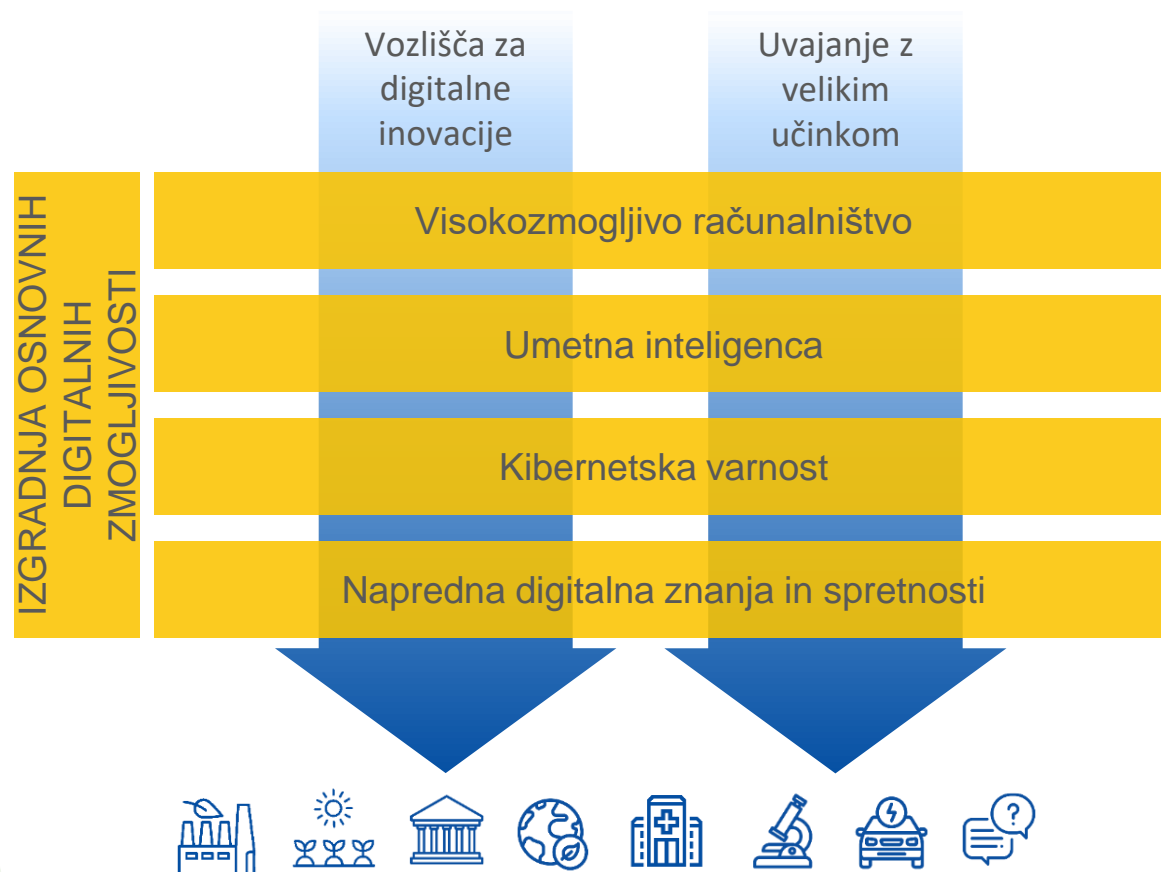 Vozlišča za
digitalne
inovacije
Uvajanje z
velikim
učinkom
IZGRADNJA OSNOVNIH
DIGITALNIH
ZMOGLJIVOSTI
Visokozmogljivo računalništvo
Umetna inteligenca
Kibernetska varnost
Napredna digitalna znanja in spretnosti
?